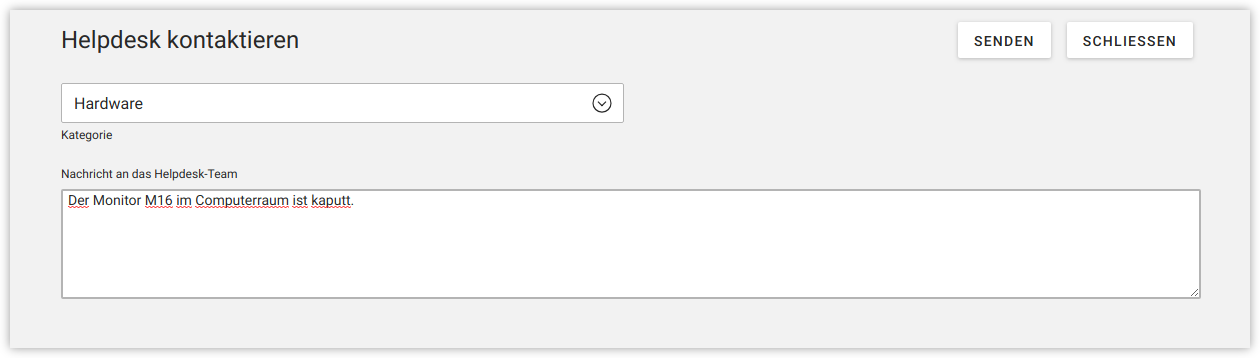 Helpdesk kontaktieren
SENDEN
SCHLIESSEN
Hardware
Kategorie
Nachricht an das Helpdesk-Team
Der Monitor M16 im Computerraum ist kaputt.